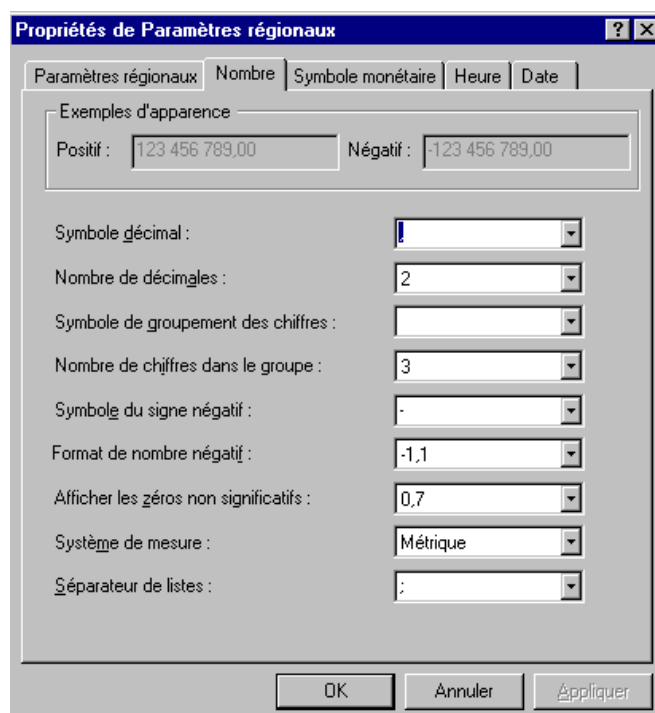 Propriétés de Paramètres régionaux ? ×
Paramètres régionaux Nombre Symbole monétaire Heure Date
Exemples d'apparence
Positif : 123 456 789,00 Négatif : -123 456 789,00
Symbole décimal : ,
Nombre de décimales : 2
Symbole de groupement des chiffres :
Nombre de chiffres dans le groupe : 3
Symbole du signe négatif : -
Format de nombre négatif : -1,1
Afficher les zéros non significatifs : 0,7
Système de mesure : Métrique
Séparateur de listes : ;
OK Annuler Appliquer